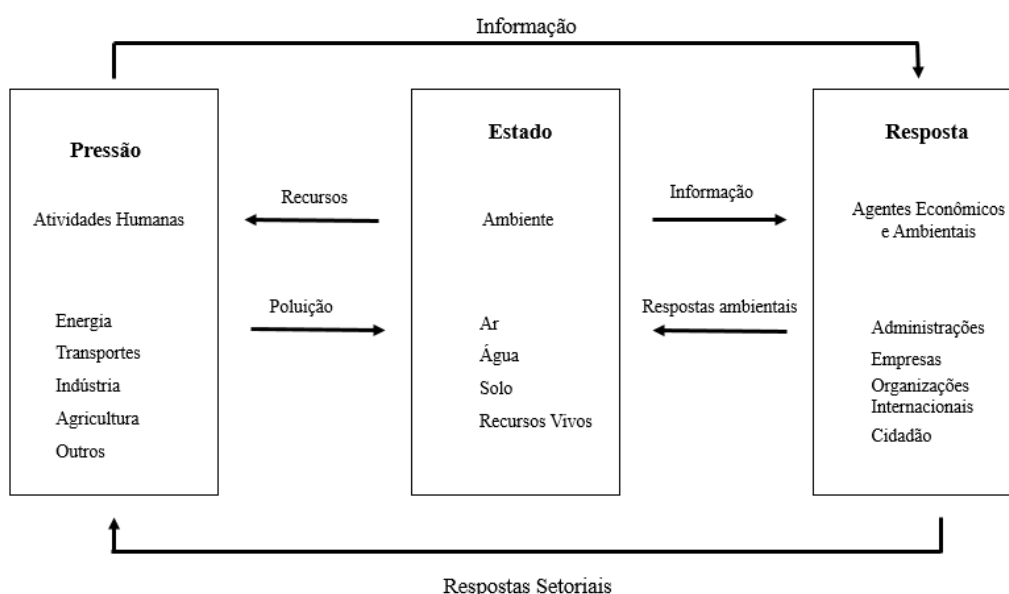 Informação
Pressão
Atividades Humanas
Energia
Transportes
Indústria
Agricultura
Outros
Recursos
Poluição
Estado
Ambiente
Ar
Água
Solo
Recursos Vivos
Informação
Respostas ambientais
Resposta
Agentes Econômicos
e Ambientais
Administrações
Empresas
Organizações
Internacionais
Cidadão
Respostas Setoriais